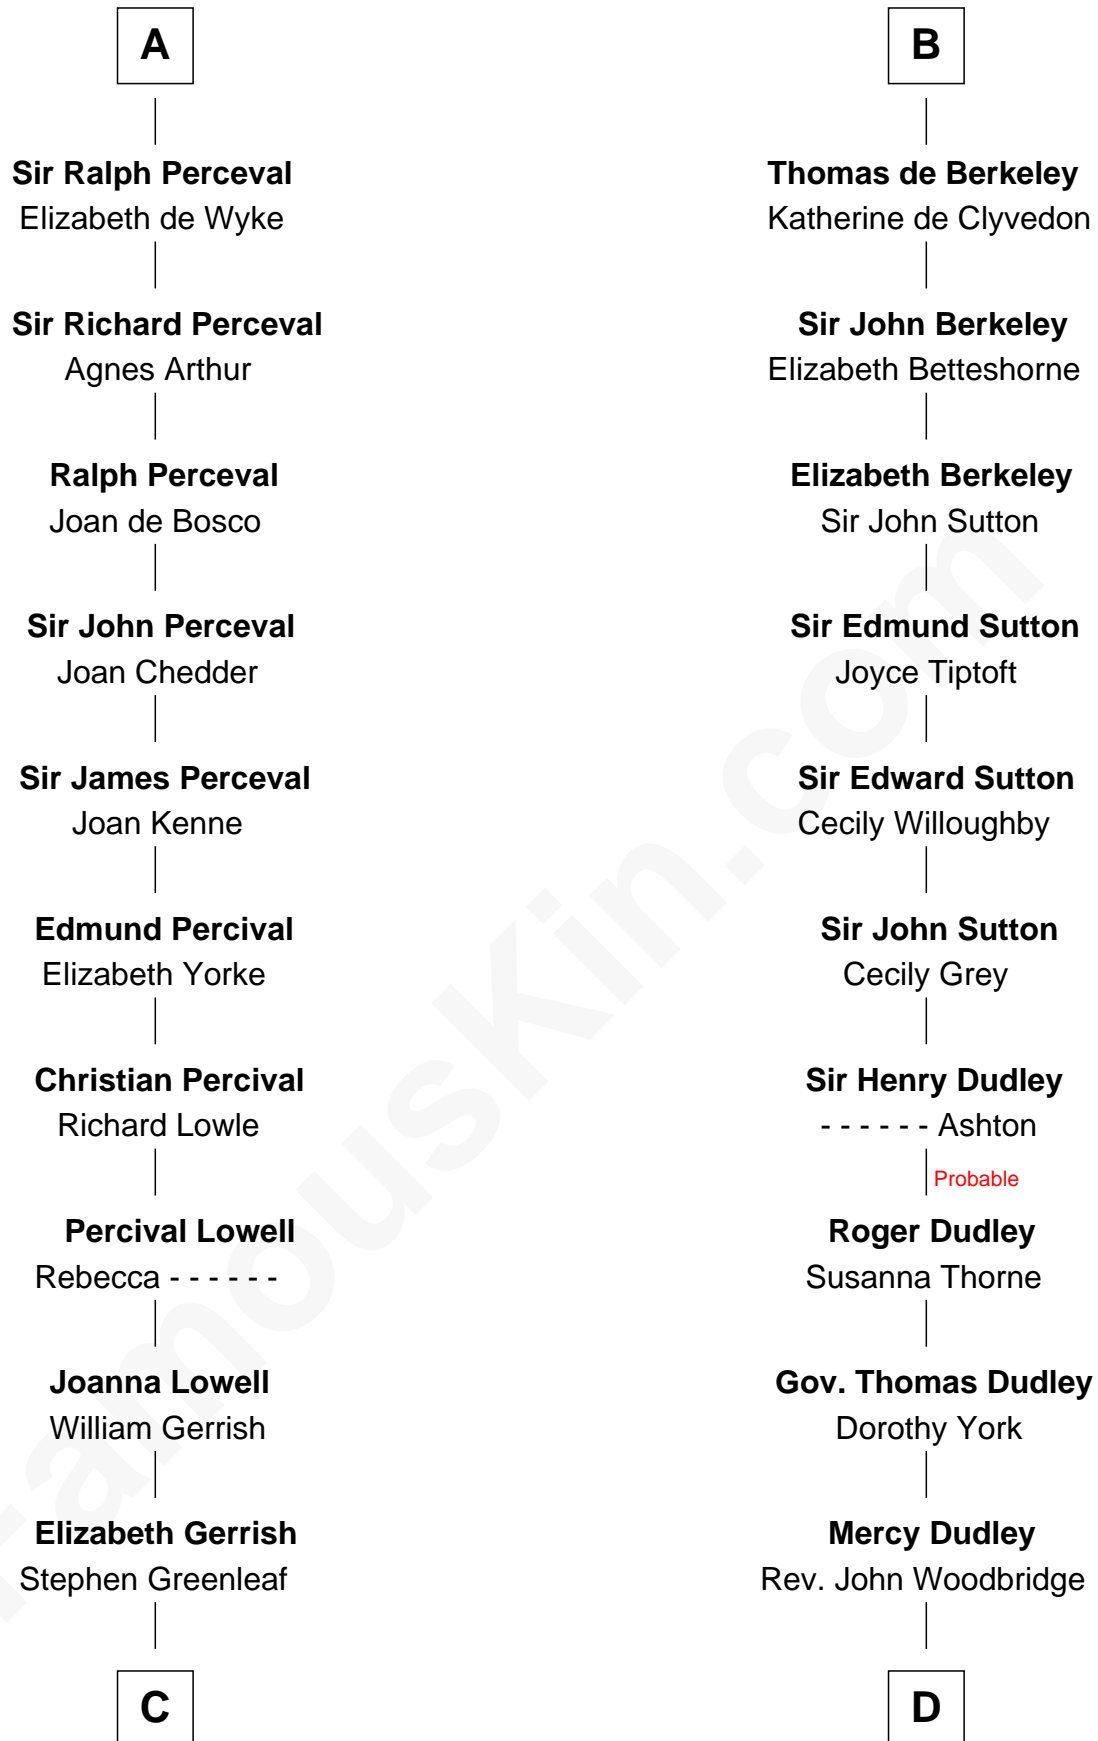 A
Sir Ralph Perceval
Elizabeth de Wyke
Sir Richard Perceval
Agnes Arthur
Ralph Perceval
Joan de Bosco
Sir John Perceval
Joan Chedder
Sir James Perceval
Joan Kenne
Edmund Percival
Elizabeth Yorke
Christian Percival
Richard Lowle
Percival Lowell
Rebecca - - - - - -
Joanna Lowell
William Gerrish
Elizabeth Gerrish
Stephen Greenleaf
C
B
Thomas de Berkeley
Katherine de Clyvedon
Sir John Berkeley
Elizabeth Betteshorne
Elizabeth Berkeley
Sir John Sutton
Sir Edmund Sutton
Joyce Tiptoft
Sir Edward Sutton
Cecily Willoughby
Sir John Sutton
Cecily Grey
Sir Henry Dudley
- - - - - - Ashton
Probable
Roger Dudley
Susanna Thorne
Gov. Thomas Dudley
Dorothy York
Mercy Dudley
Rev. John Woodbridge
D
FamousKin.com